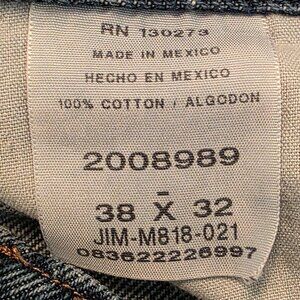 RN 130273
MADE IN MEXICO
HECHO EN MEXICO
100% COTTON / ALGODON
2008989
38 X 32
JIM-M818-021
083622226997